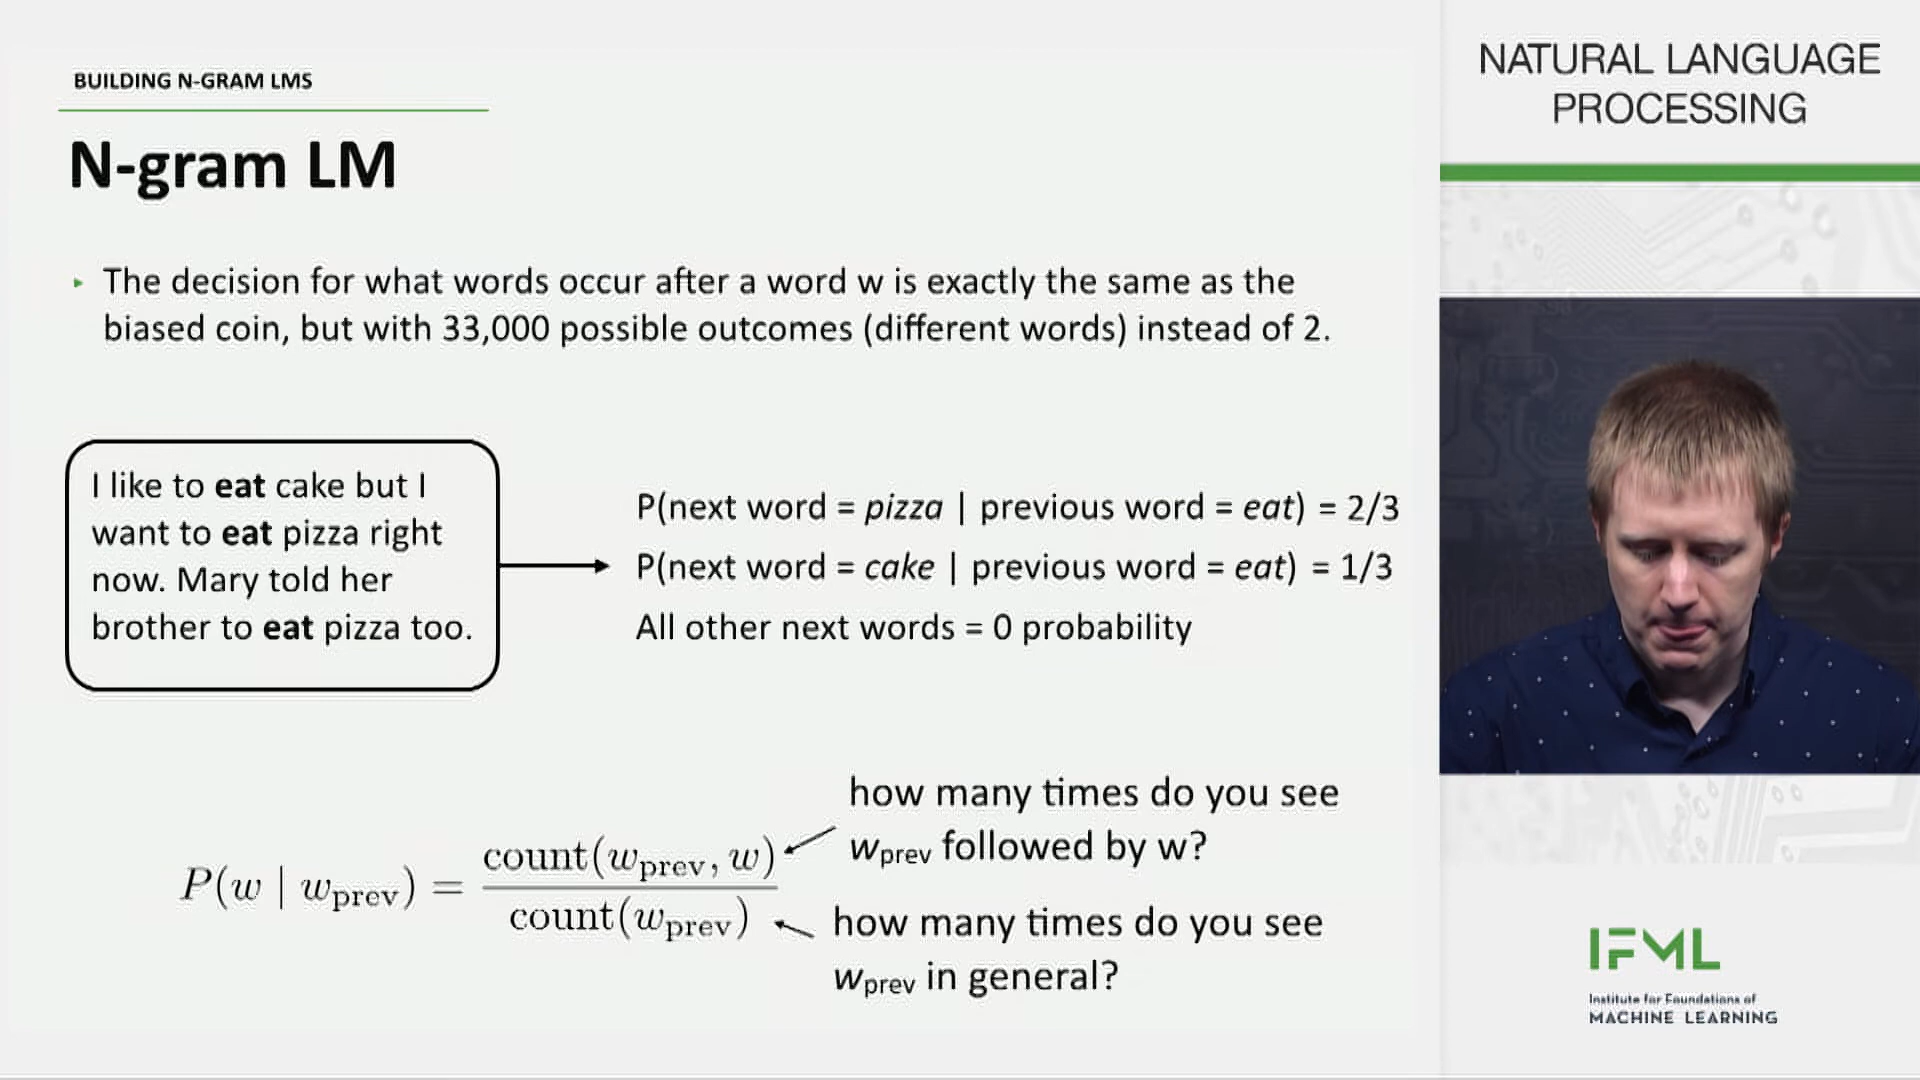 BUILDING N-GRAM LMS
N-gram LM
▸ The decision for what words occur after a word w is exactly the same as the
biased coin, but with 33,000 possible outcomes (different words) instead of 2.
I like to eat cake but I
want to eat pizza right
now. Mary told her
brother to eat pizza too.
P(next word = pizza | previous word = eat) = 2/3
P(next word = cake | previous word = eat) = 1/3
All other next words = 0 probability
P(w | w_prev) = count(w_prev, w) / count(w_prev)
how many times do you see
w_prev followed by w?
how many times do you see
w_prev in general?
NATURAL LANGUAGE
PROCESSING
IFML
Institute for Foundations of
MACHINE LEARNING